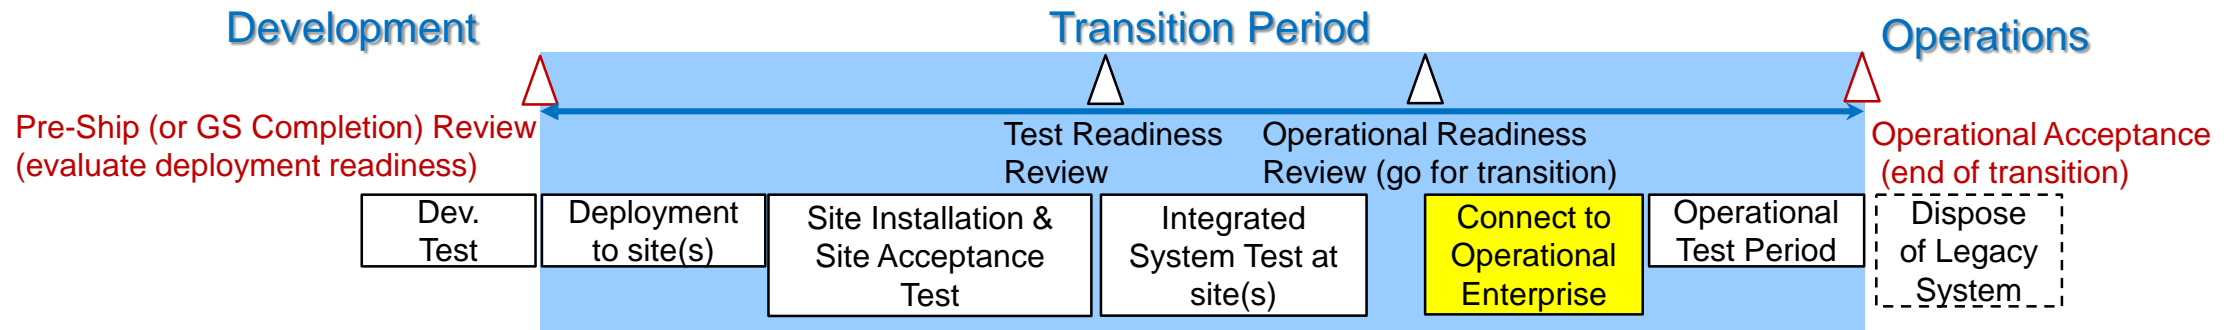 Development
Transition Period
Operations
Pre-Ship (or GS Completion) Review
(evaluate deployment readiness)
Test Readiness
Review
Operational Readiness
Review (go for transition)
Operational Acceptance
(end of transition)
Dev.
Test
Deployment
to site(s)
Site Installation &
Site Acceptance
Test
Integrated
System Test at
site(s)
Connect to
Operational
Enterprise
Operational
Test Period
Dispose
of Legacy
System